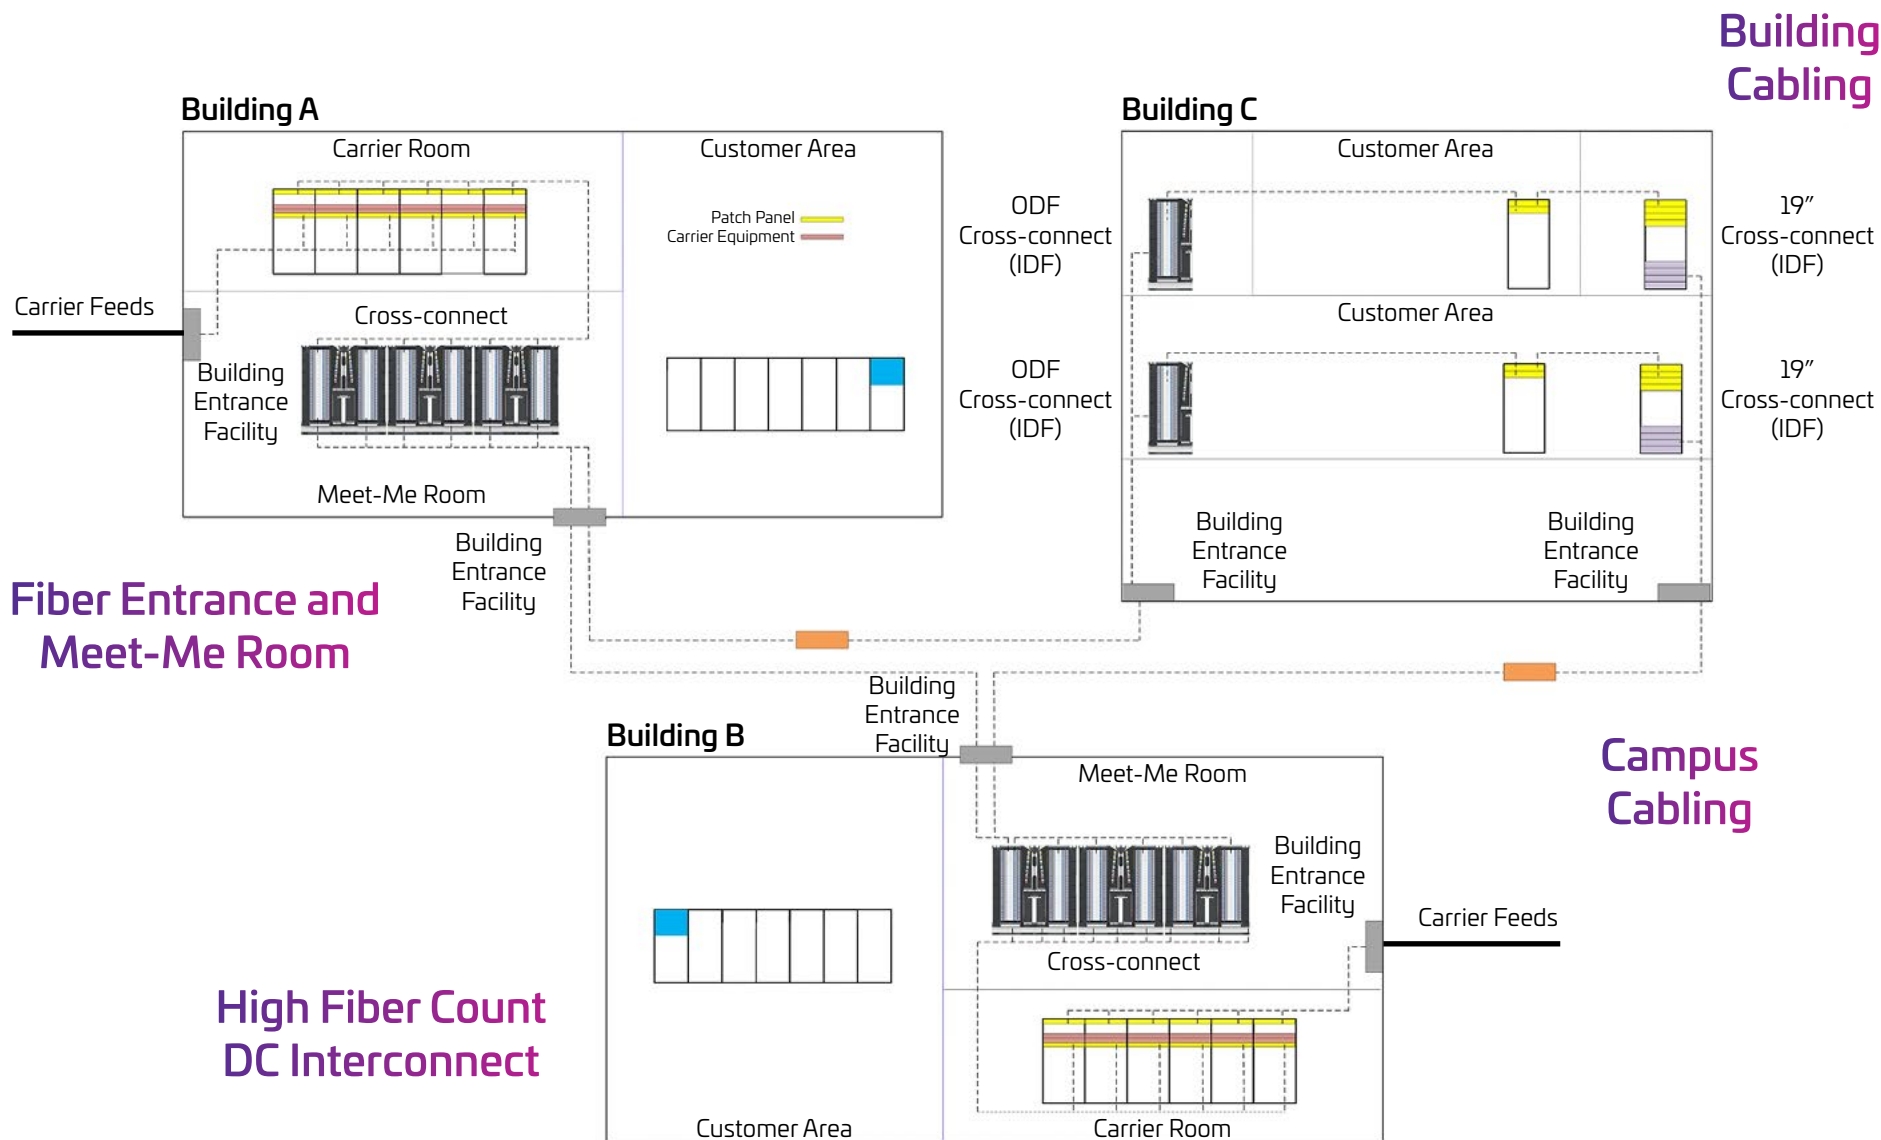 Building
Cabling
Building A
Carrier Room
Customer Area
Patch Panel
Carrier Equipment
Carrier Feeds
Cross-connect
Building
Entrance
Facility
Meet-Me Room
Building
Entrance
Facility
Building C
Customer Area
ODF
Cross-connect
(IDF)
19”
Cross-connect
(IDF)
Customer Area
ODF
Cross-connect
(IDF)
19”
Cross-connect
(IDF)
Building
Entrance
Facility
Building
Entrance
Facility
Fiber Entrance and
Meet-Me Room
Building
Entrance
Facility
Building B
Meet-Me Room
Campus
Cabling
Building
Entrance
Facility
Carrier Feeds
Cross-connect
High Fiber Count
DC Interconnect
Customer Area
Carrier Room